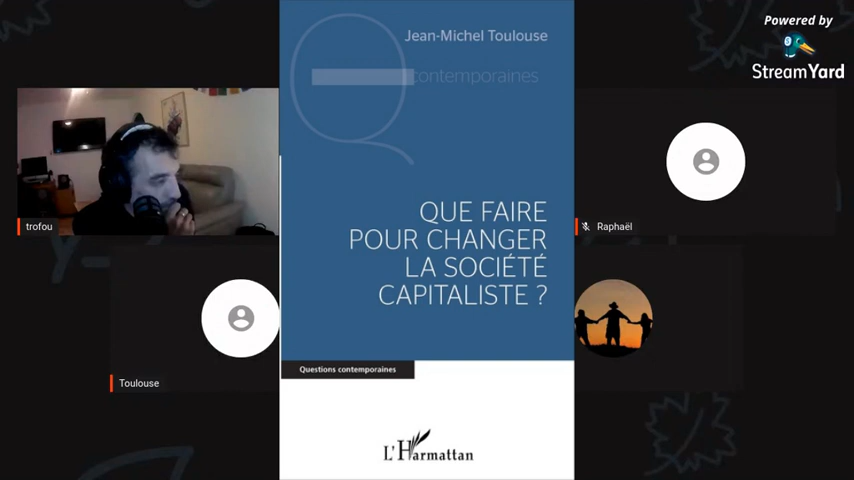 Powered by
StreamYard
Jean-Michel Toulouse
contemporaines
QUE FAIRE
POUR CHANGER
LA SOCIÉTÉ
CAPITALISTE ?
Questions contemporaines
L'Harmattan
trofou
Raphaël
Toulouse